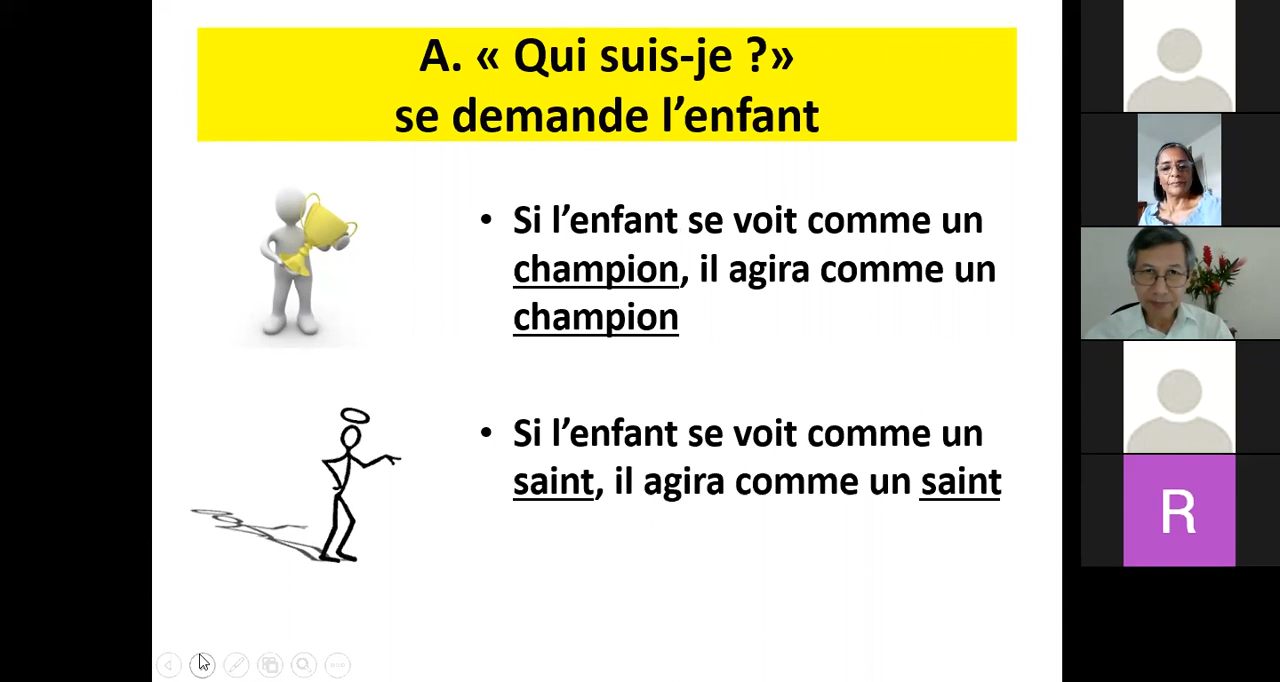 A. « Qui suis-je ?»
se demande l’enfant
• Si l’enfant se voit comme un
champion, il agira comme un
champion
• Si l’enfant se voit comme un
saint, il agira comme un saint
R